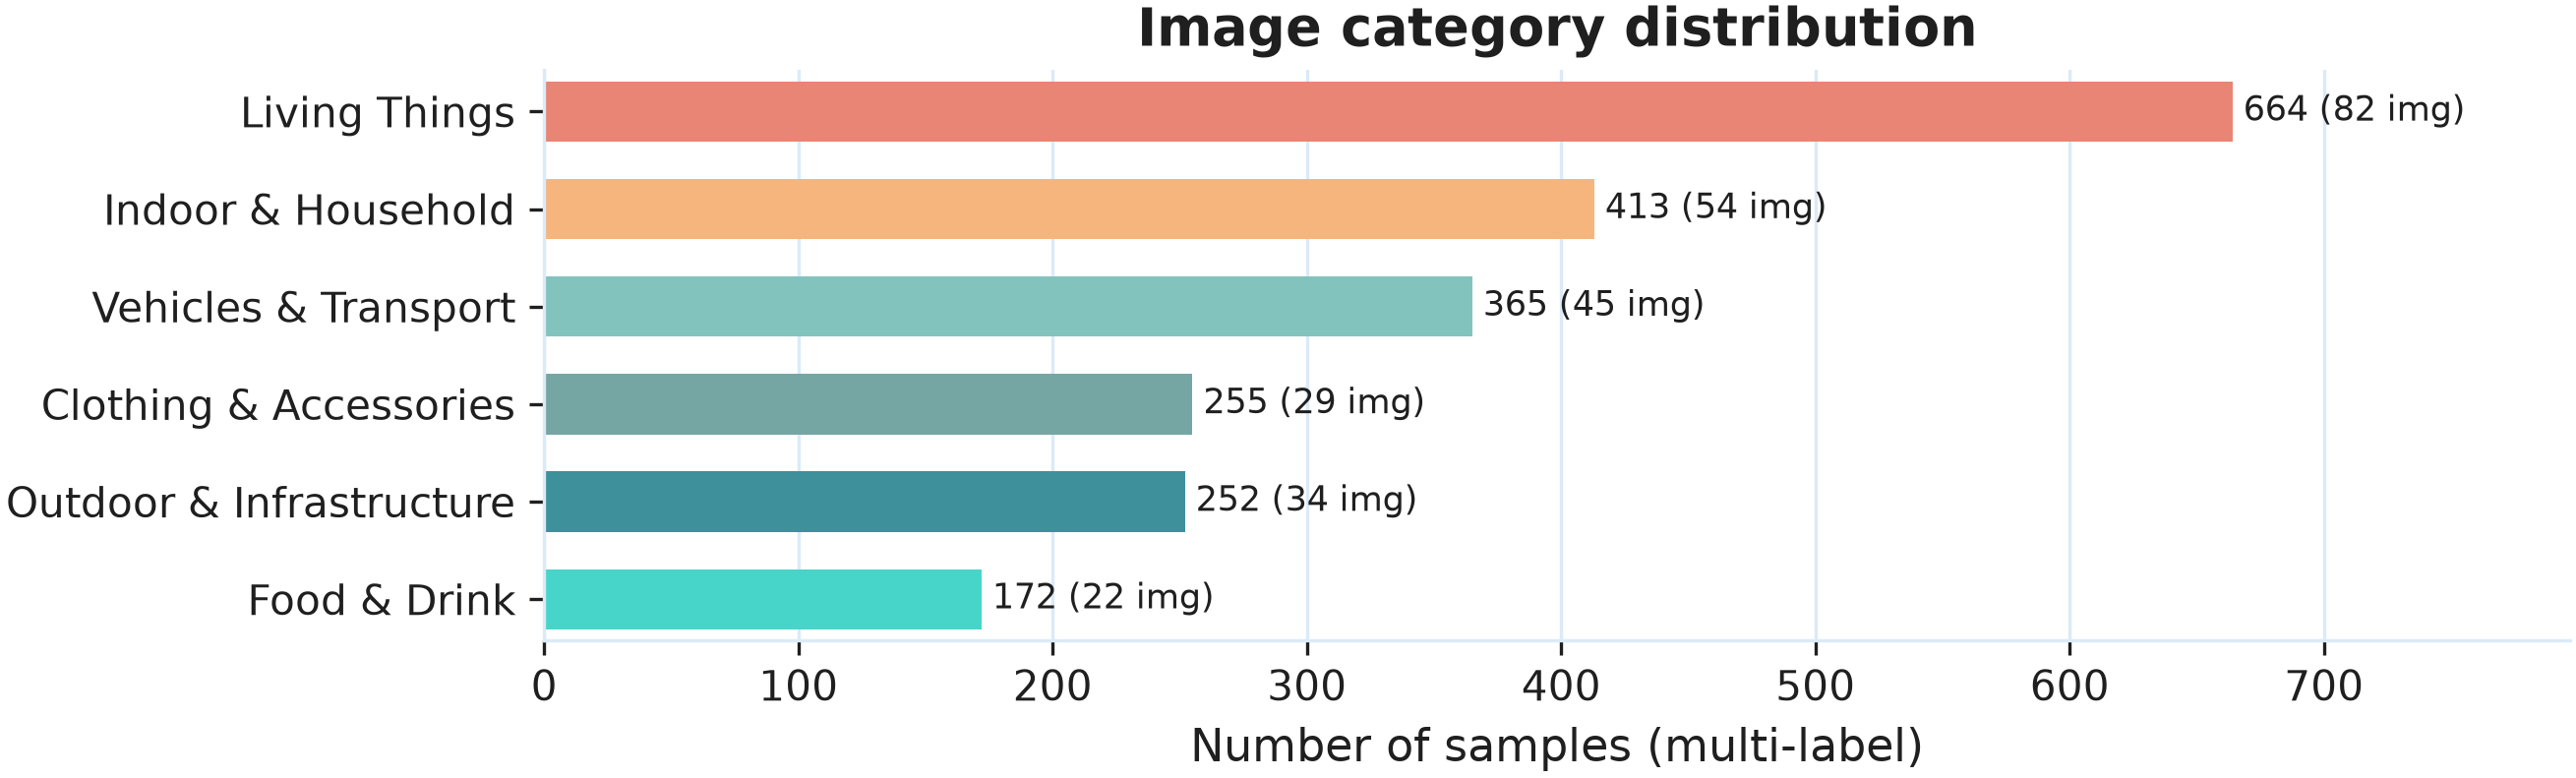 Image category distribution
Living Things
664 (82 img)
Indoor & Household
413 (54 img)
Vehicles & Transport
365 (45 img)
Clothing & Accessories
255 (29 img)
Outdoor & Infrastructure
252 (34 img)
Food & Drink
172 (22 img)
0 100 200 300 400 500 600 700
Number of samples (multi-label)